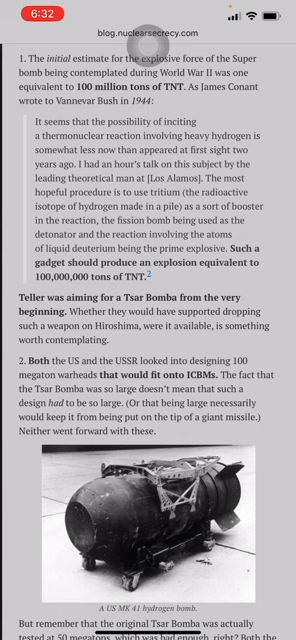 6:32
blog.nuclearsecrecy.com
1. The initial estimate for the explosive force of the Super
bomb being contemplated during World War II was one
equivalent to 100 million tons of TNT. As James Conant
wrote to Vannevar Bush in 1944:
It seems that the possibility of inciting
a thermonuclear reaction involving heavy hydrogen is
somewhat less now than appeared at first sight two
years ago. I had an hour's talk on this subject by the
leading theoretical man at [Los Alamos]. The most
hopeful procedure is to use tritium (the radioactive
isotope of hydrogen made in a pile) as a sort of booster
in the reaction, the fission bomb being used as the
detonator and the reaction involving the atoms
of liquid deuterium being the prime explosive. Such a
gadget should produce an explosion equivalent to
100,000,000 tons of TNT.2
Teller was aiming for a Tsar Bomba from the very
beginning. Whether they would have supported dropping
such a weapon on Hiroshima, were it available, is something
worth contemplating.
2. Both the US and the USSR looked into designing 100
megaton warheads that would fit onto ICBMs. The fact that
the Tsar Bomba was so large doesn't mean that such a
design had to be so large. (Or that being large necessarily
would keep it from being put on the tip of a giant missile.)
Neither went forward with these.
A US MK 41 hydrogen bomb.
But remember that the original Tsar Bomba was actually
tested at 50 megatons, which was bad enough, right? Both the